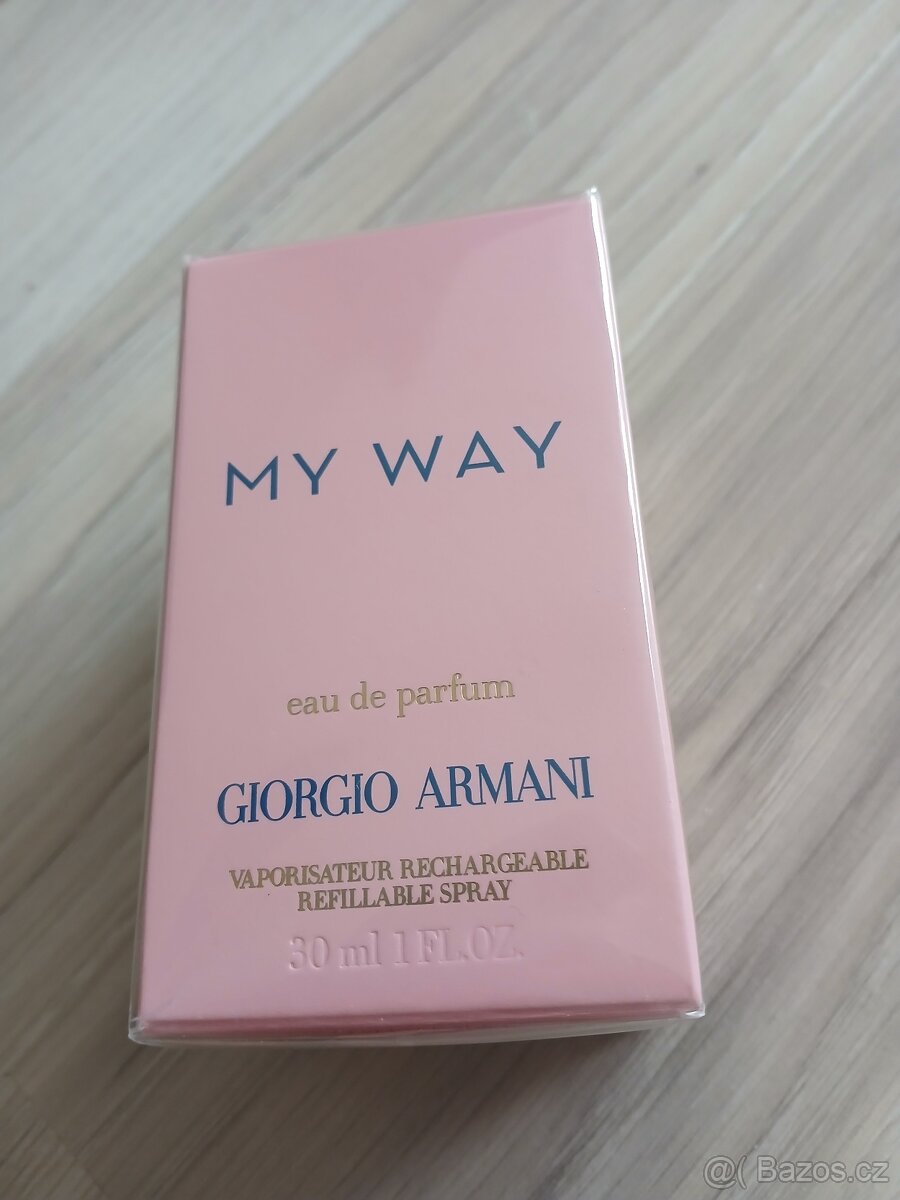 MY WAY
eau de parfum
GIORGIO ARMANI
VAPORISATEUR RECHARGEABLE
REFILLABLE SPRAY
30 ml 1 FL.OZ.
@( Bazos.cz